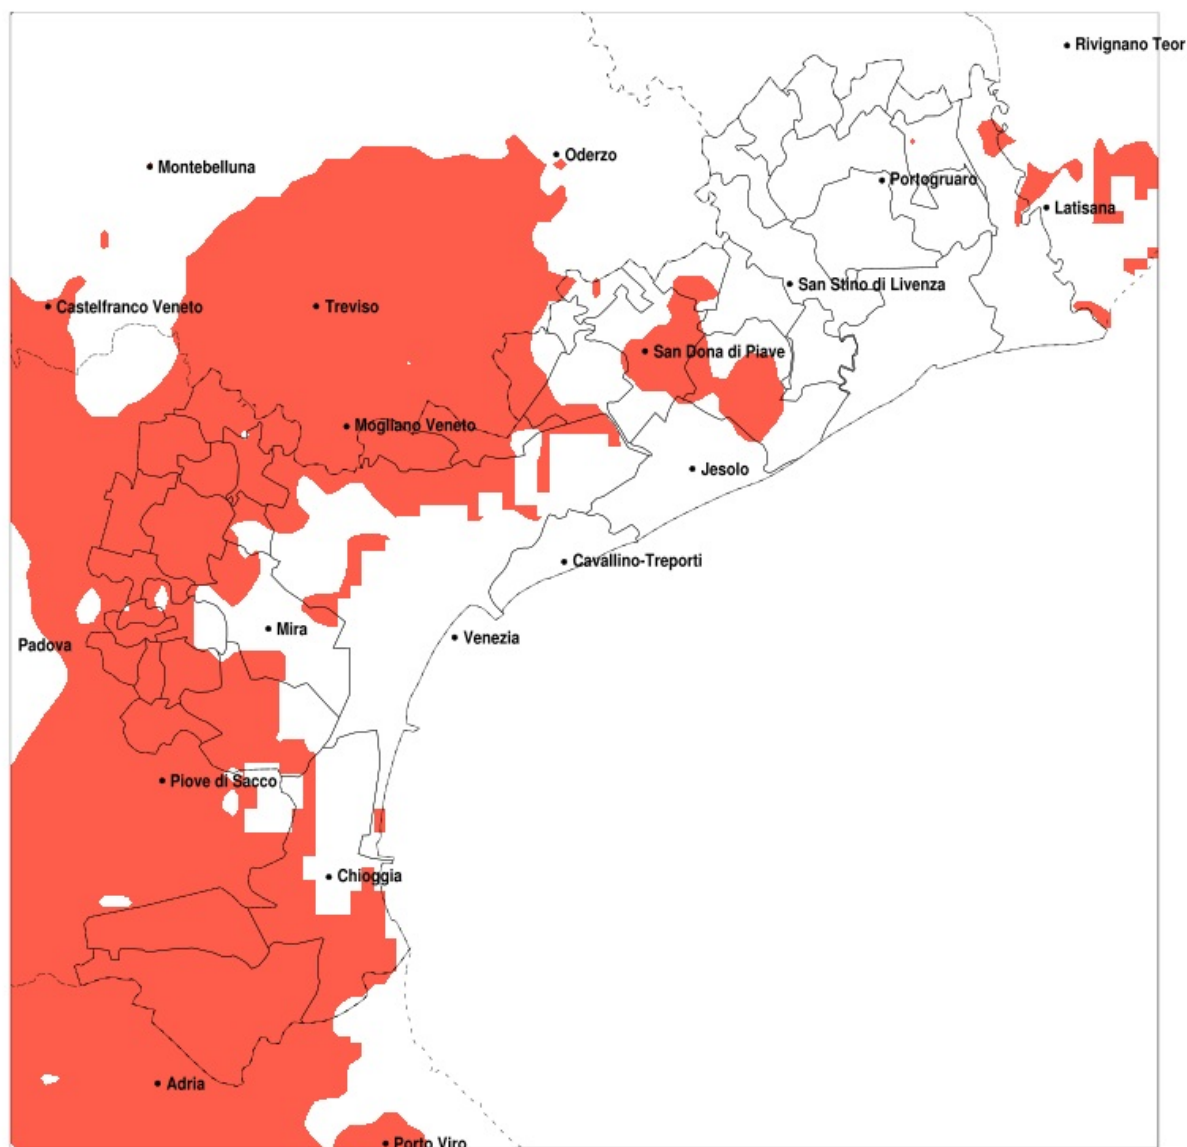 Rivignano Teor
Oderzo
Montebelluna
Portogruaro
Latisana
San Stino di Livenza
Castelfranco Veneto
Treviso
San Dona di Piave
Mogliano Veneto
Jesolo
Cavallino-Treporti
Mira
Venezia
Padova
Piove di Sacco
Chioggia
Adria
Porto Viro